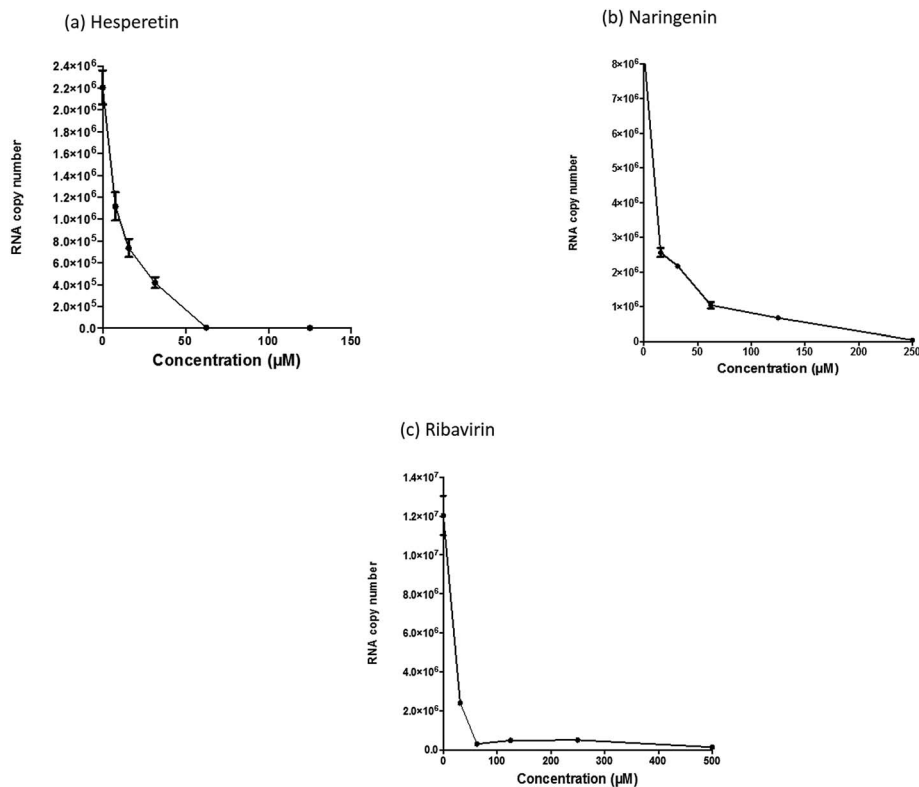 (a) Hesperetin
2.4×10⁶
2.2×10⁶
2.0×10⁶
1.8×10⁶
1.6×10⁶
1.4×10⁶
1.2×10⁶
1.0×10⁶
8.0×10⁵
6.0×10⁵
4.0×10⁵
2.0×10⁵
0.0
RNA copy number
0 50 100 150
Concentration (µM)
(b) Naringenin
8×10⁶
7×10⁶
6×10⁶
5×10⁶
4×10⁶
3×10⁶
2×10⁶
1×10⁶
0
RNA copy number
0 50 100 150 200 250
Concentration (µM)
(c) Ribavirin
1.4×10⁷
1.2×10⁷
1.0×10⁷
8.0×10⁶
6.0×10⁶
4.0×10⁶
2.0×10⁶
0.0
RNA copy number
0 100 200 300 400 500
Concentration (µM)